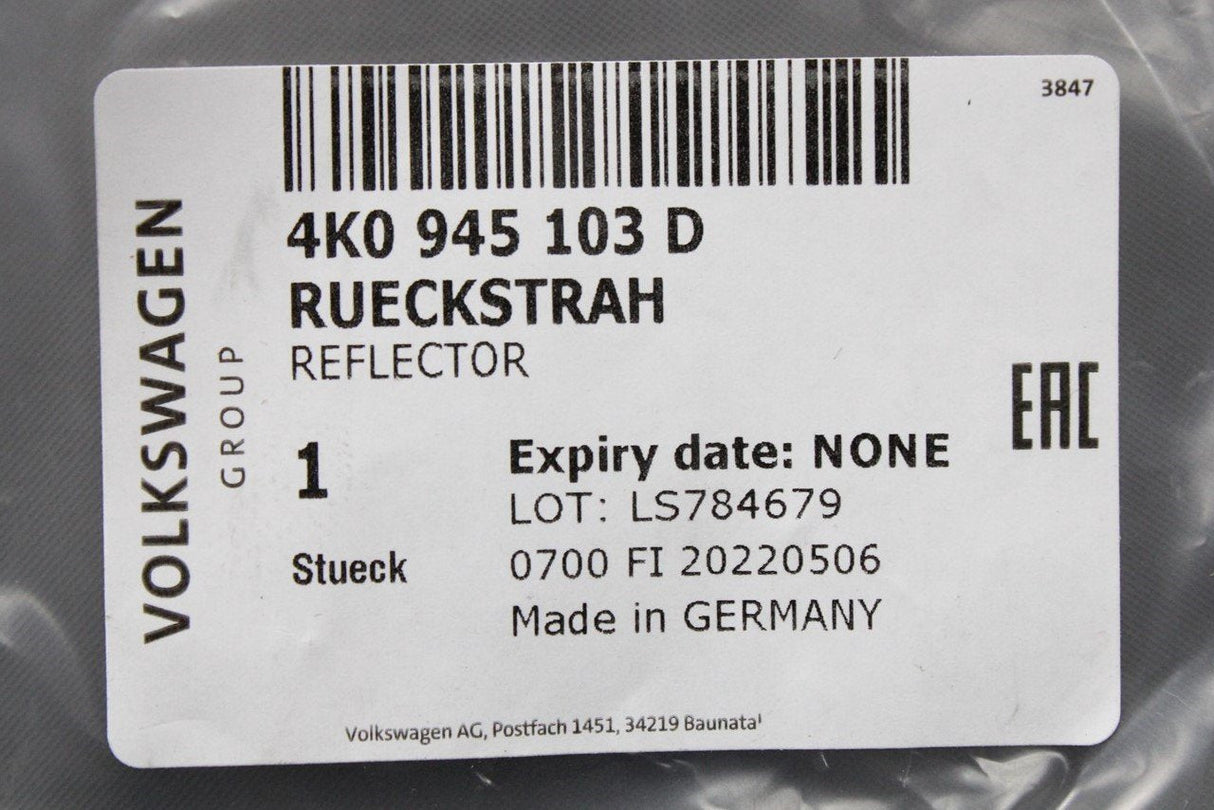 3847
VOLKSWAGEN
GROUP
4K0 945 103 D
RUECKSTRAH
REFLECTOR
EAC
1
Expiry date: NONE
LOT: LS784679
Stueck
0700 FI 20220506
Made in GERMANY
Volkswagen AG, Postfach 1451, 34219 Baunatal